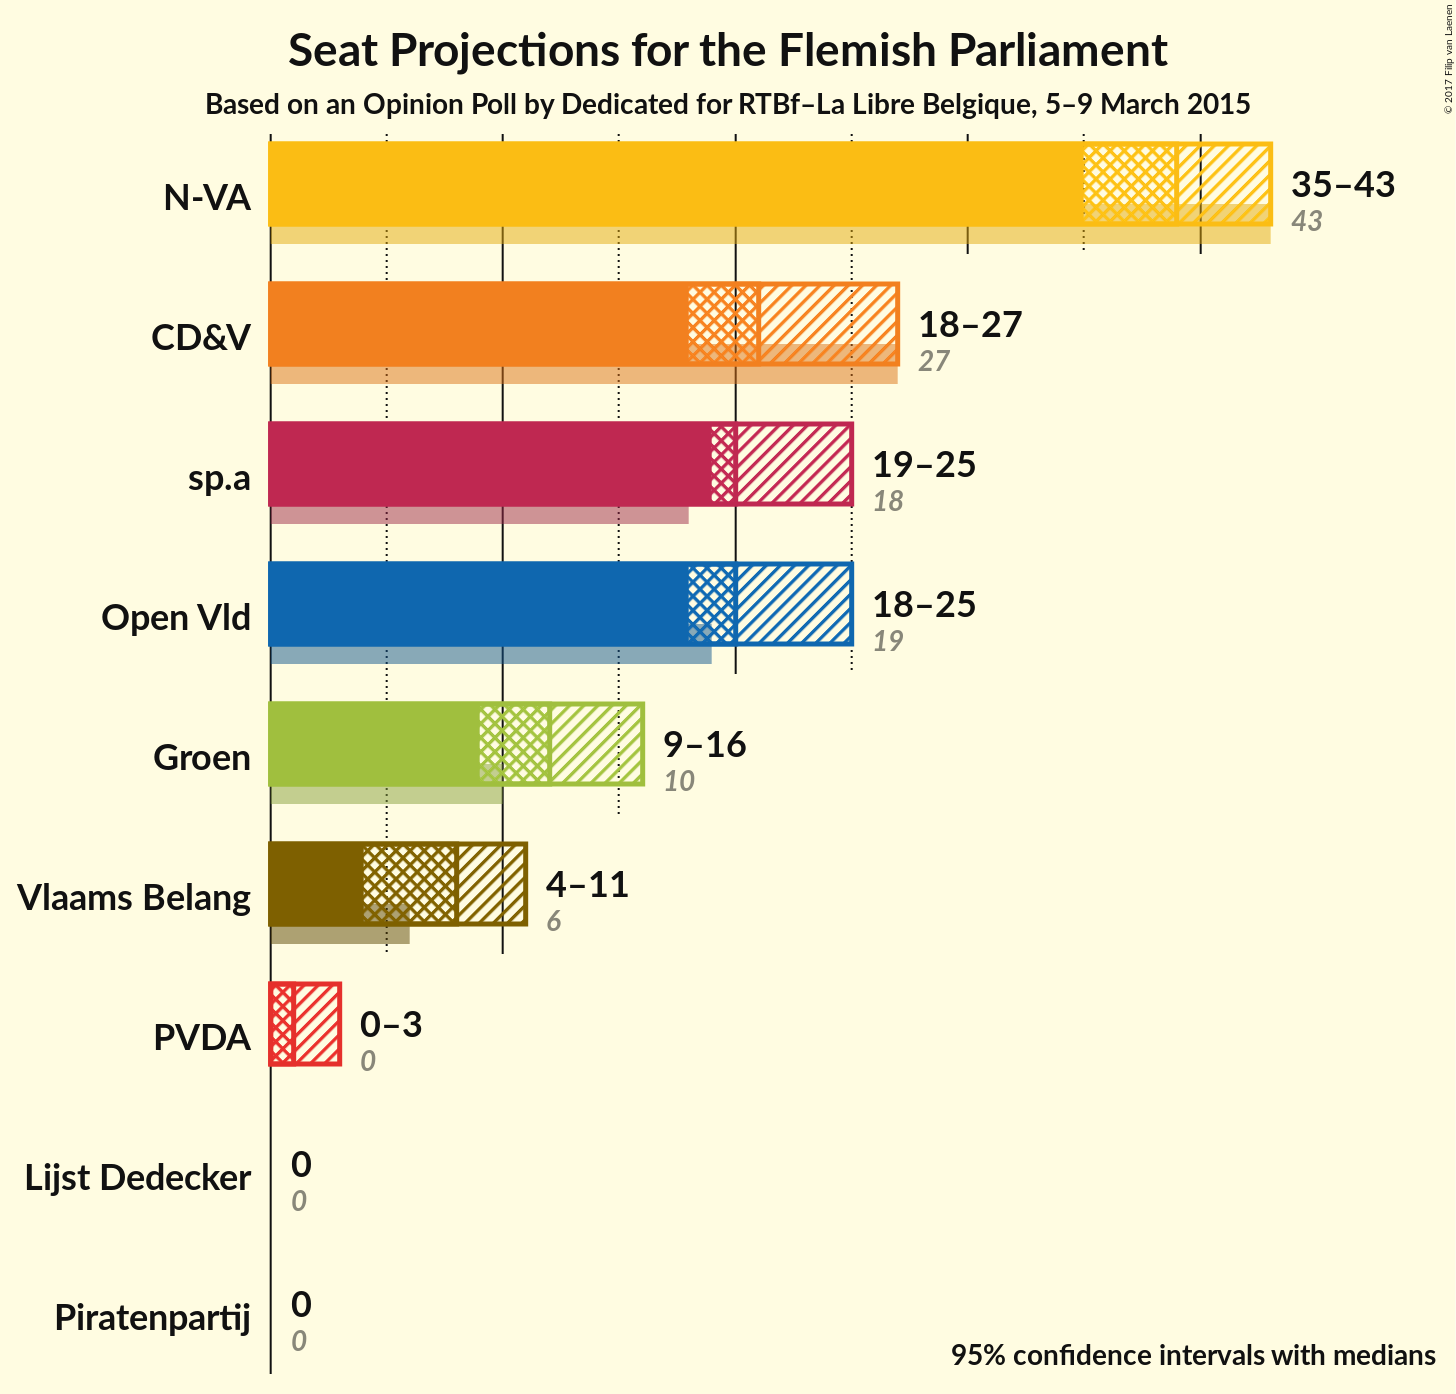 Seat Projections for the Flemish Parliament
Based on an Opinion Poll by Dedicated for RTBf–La Libre Belgique, 5–9 March 2015
© 2017 Filip van Laenen
N-VA
35–43
43
CD&V
18–27
27
sp.a
19–25
18
Open Vld
18–25
19
Groen
9–16
10
Vlaams Belang
4–11
6
PVDA
0–3
0
Lijst Dedecker
0
0
Piratenpartij
0
0
95% confidence intervals with medians